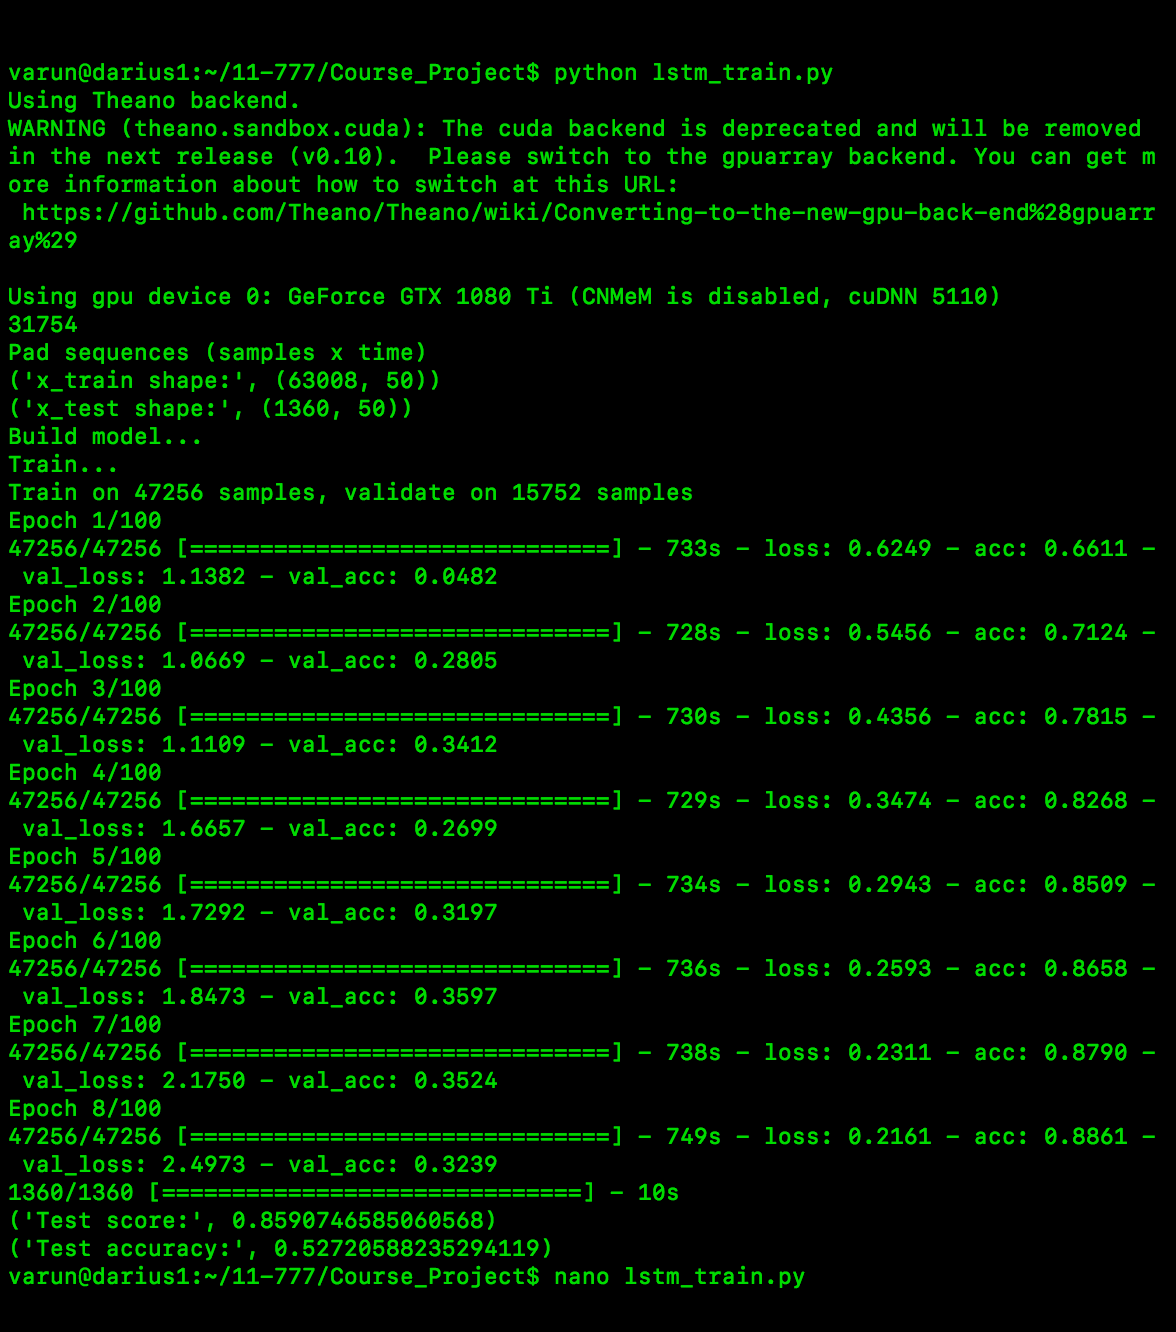 varun@darius1:~/11-777/Course_Project$ python lstm_train.py
Using Theano backend.
WARNING (theano.sandbox.cuda): The cuda backend is deprecated and will be removed
in the next release (v0.10).  Please switch to the gpuarray backend. You can get m
ore information about how to switch at this URL:
 https://github.com/Theano/Theano/wiki/Converting-to-the-new-gpu-back-end%28gpuarr
ay%29

Using gpu device 0: GeForce GTX 1080 Ti (CNMeM is disabled, cuDNN 5110)
31754
Pad sequences (samples x time)
('x_train shape:', (63008, 50))
('x_test shape:', (1360, 50))
Build model...
Train...
Train on 47256 samples, validate on 15752 samples
Epoch 1/100
47256/47256 [==============================] - 733s - loss: 0.6249 - acc: 0.6611 -
 val_loss: 1.1382 - val_acc: 0.0482
Epoch 2/100
47256/47256 [==============================] - 728s - loss: 0.5456 - acc: 0.7124 -
 val_loss: 1.0669 - val_acc: 0.2805
Epoch 3/100
47256/47256 [==============================] - 730s - loss: 0.4356 - acc: 0.7815 -
 val_loss: 1.1109 - val_acc: 0.3412
Epoch 4/100
47256/47256 [==============================] - 729s - loss: 0.3474 - acc: 0.8268 -
 val_loss: 1.6657 - val_acc: 0.2699
Epoch 5/100
47256/47256 [==============================] - 734s - loss: 0.2943 - acc: 0.8509 -
 val_loss: 1.7292 - val_acc: 0.3197
Epoch 6/100
47256/47256 [==============================] - 736s - loss: 0.2593 - acc: 0.8658 -
 val_loss: 1.8473 - val_acc: 0.3597
Epoch 7/100
47256/47256 [==============================] - 738s - loss: 0.2311 - acc: 0.8790 -
 val_loss: 2.1750 - val_acc: 0.3524
Epoch 8/100
47256/47256 [==============================] - 749s - loss: 0.2161 - acc: 0.8861 -
 val_loss: 2.4973 - val_acc: 0.3239
1360/1360 [==============================] - 10s
('Test score:', 0.8590746585060568)
('Test accuracy:', 0.52720588235294119)
varun@darius1:~/11-777/Course_Project$ nano lstm_train.py